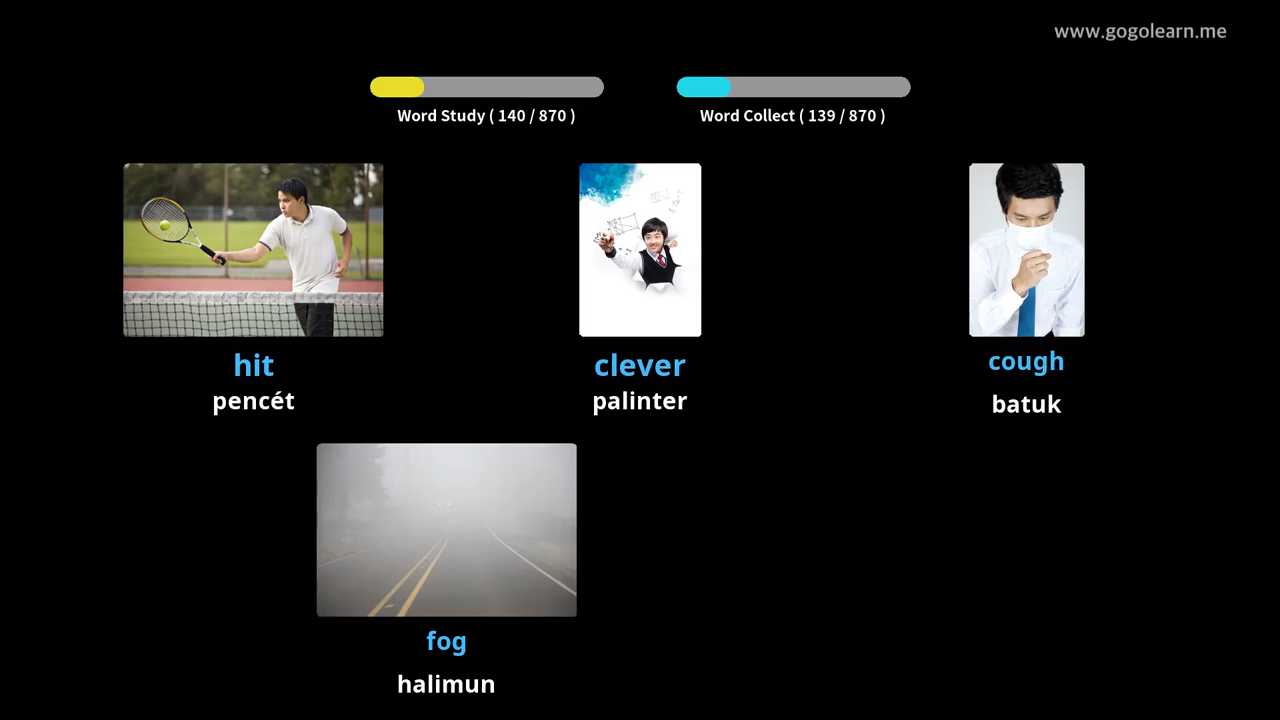 www.gogolearn.me
Word Study ( 140 / 870 )
Word Collect ( 139 / 870 )
hit
pencét
clever
palinter
cough
batuk
fog
halimun